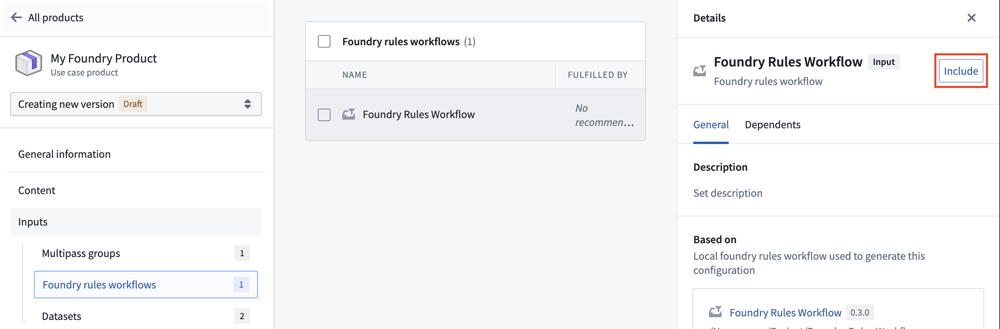 All products
My Foundry Product
Use case product
Creating new version Draft
General information
Content
Inputs
Multipass groups 1
Foundry rules workflows 1
Datasets 2
Foundry rules workflows (1)
NAME FULFILLED BY
Foundry Rules Workflow No
recommen…
Details
Foundry Rules Workflow Input
Foundry rules workflow
Include
General Dependents
Description
Set description
Based on
Local foundry rules workflow used to generate this
configuration
Foundry Rules Workflow 0.3.0